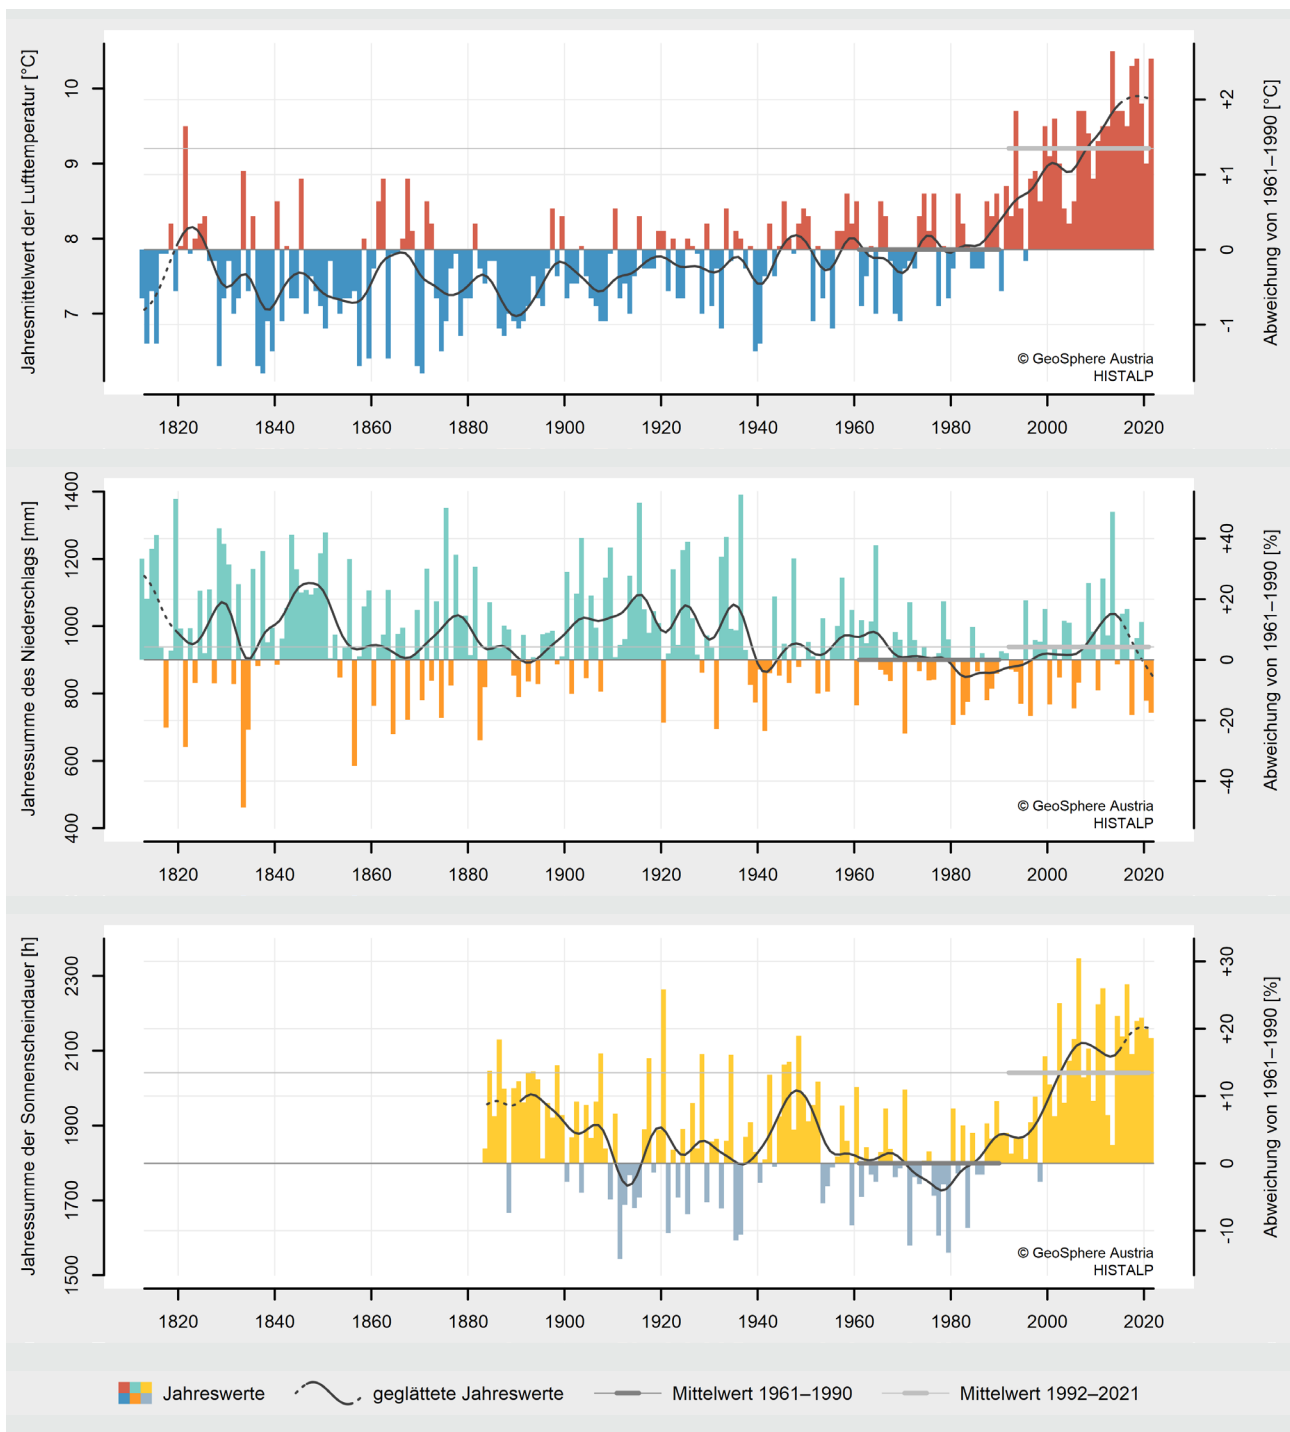 Jahresmittelwert der Lufttemperatur [°C]
10
9
8
7
+2
+1
0
-1
Abweichung von 1961–1990 [°C]
© GeoSphere Austria
HISTALP
1820 1840 1860 1880 1900 1920 1940 1960 1980 2000 2020
Jahressumme des Niederschlags [mm]
1400
1200
1000
800
600
400
+40
+20
0
-20
-40
Abweichung von 1961–1990 [%]
© GeoSphere Austria
HISTALP
1820 1840 1860 1880 1900 1920 1940 1960 1980 2000 2020
Jahressumme der Sonnenscheindauer [h]
2300
2100
1900
1700
1500
+30
+20
+10
0
-10
Abweichung von 1961–1990 [%]
© GeoSphere Austria
HISTALP
1820 1840 1860 1880 1900 1920 1940 1960 1980 2000 2020
Jahreswerte geglättete Jahreswerte Mittelwert 1961–1990 Mittelwert 1992–2021